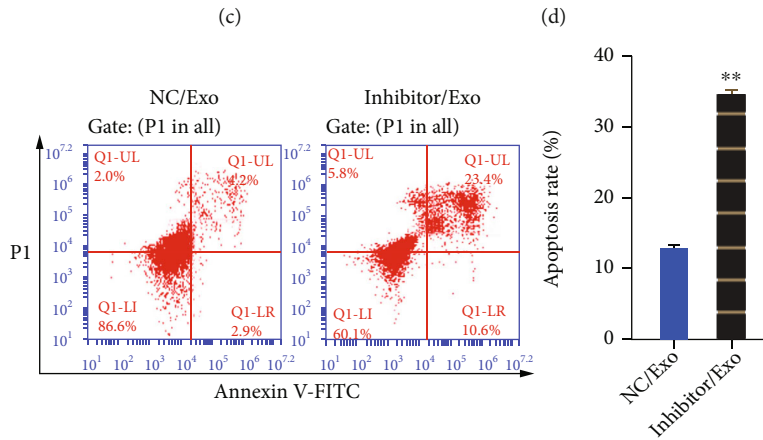 (c)
(d)
NC/Exo
Gate: (P1 in all)
10^7.2
10^6
10^5
10^4
10^3
10^2
10^1
Q1-UL
2.0%
Q1-UL
4.2%
Q1-LI
86.6%
Q1-LR
2.9%
10^1 10^2 10^3 10^4 10^5 10^6 10^7.2
P1
Inhibitor/Exo
Gate: (P1 in all)
10^7.2
10^6
10^5
10^4
10^3
10^2
10^1
Q1-UL
5.8%
Q1-UL
23.4%
Q1-LI
60.1%
Q1-LR
10.6%
10^1 10^2 10^3 10^4 10^5 10^6 10^7.2
Annexin V-FITC
Apoptosis rate (%)
40
30
20
10
0
**
NC/Exo
Inhibitor/Exo